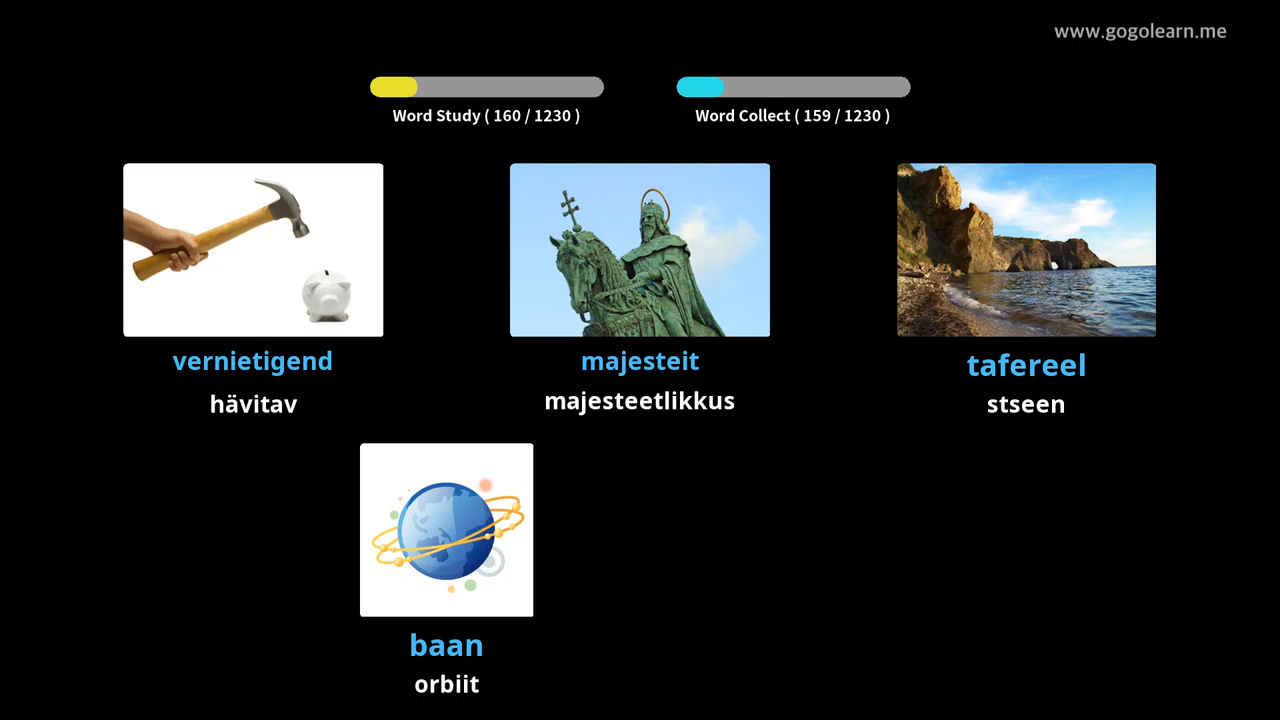 www.gogolearn.me
Word Study ( 160 / 1230 )
Word Collect ( 159 / 1230 )
vernietigend
hävitav
majesteit
majesteetlikkus
tafereel
stseen
baan
orbiit